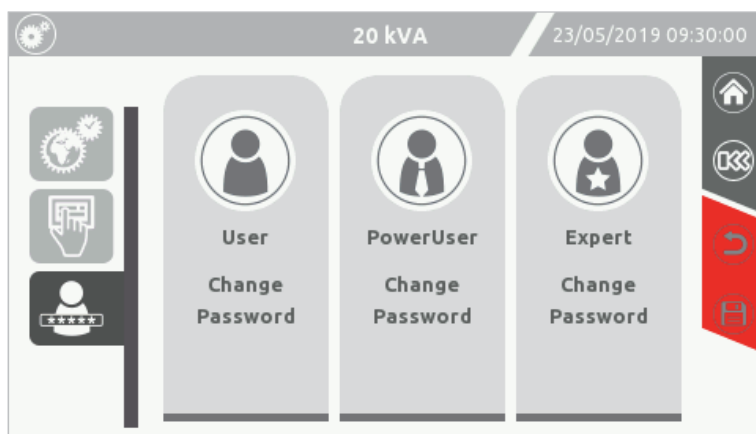 20 kVA
23/05/2019 09:30:00
User
Change
Password
PowerUser
Change
Password
Expert
Change
Password
*****